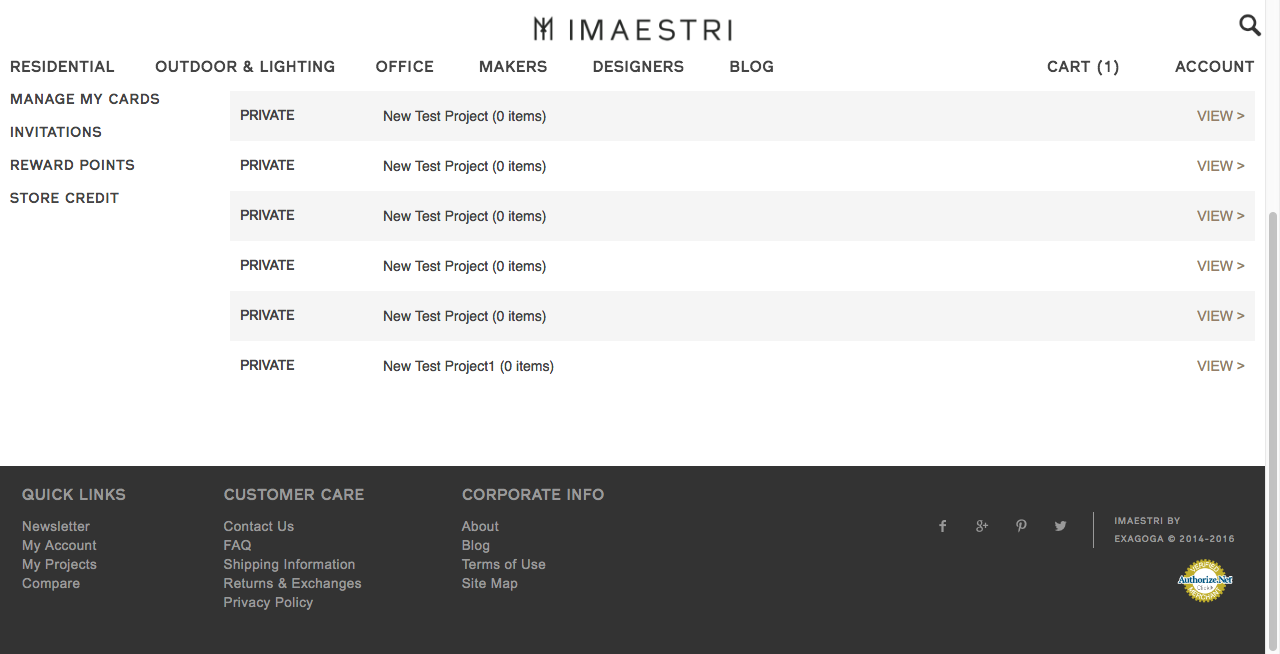 IMAESTRI
RESIDENTIAL OUTDOOR & LIGHTING OFFICE MAKERS DESIGNERS BLOG CART (1) ACCOUNT
MANAGE MY CARDS
INVITATIONS
REWARD POINTS
STORE CREDIT
PRIVATE New Test Project (0 items) VIEW >
PRIVATE New Test Project (0 items) VIEW >
PRIVATE New Test Project (0 items) VIEW >
PRIVATE New Test Project (0 items) VIEW >
PRIVATE New Test Project (0 items) VIEW >
PRIVATE New Test Project1 (0 items) VIEW >
QUICK LINKS
Newsletter
My Account
My Projects
Compare
CUSTOMER CARE
Contact Us
FAQ
Shipping Information
Returns & Exchanges
Privacy Policy
CORPORATE INFO
About
Blog
Terms of Use
Site Map
IMAESTRI BY
EXAGOGA © 2014-2016
VERIFIED
Authorize.Net
Click
MERCHANT